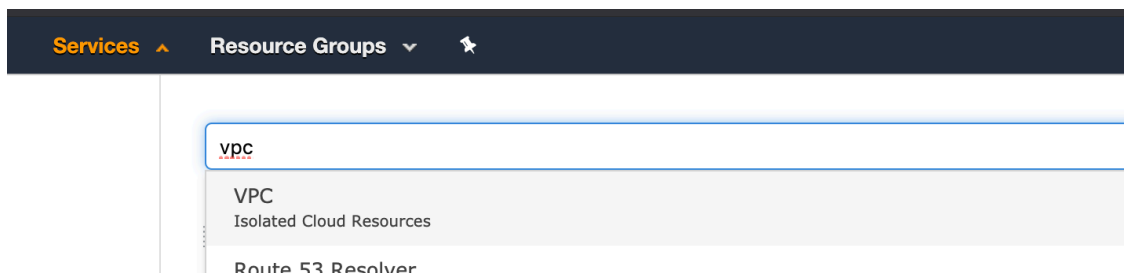 Services Resource Groups
vpc
VPC
Isolated Cloud Resources
Route 53 Resolver